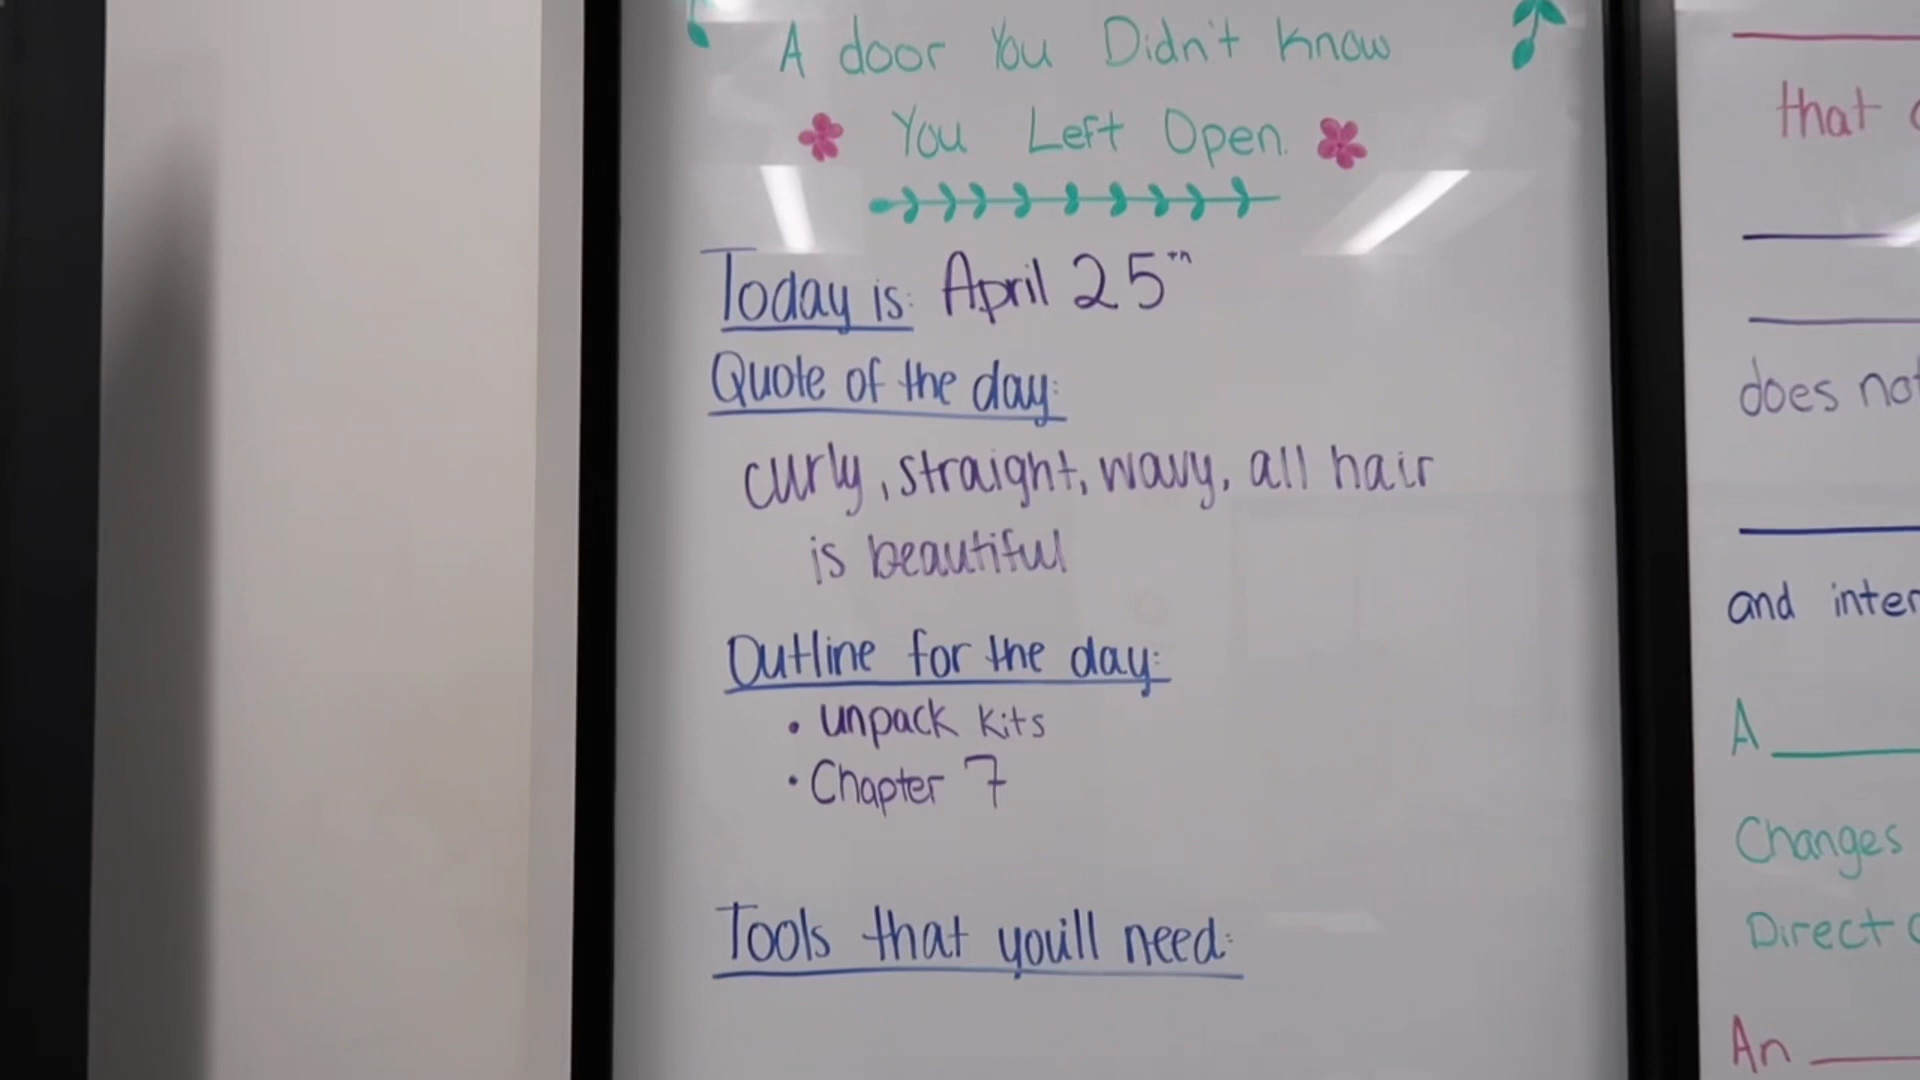 A door You Didn't Know
You Left Open.
Today is: April 25th
Quote of the day:
curly, straight, wavy, all hair
is beautiful
Outline for the day:
• unpack kits
• Chapter 7
Tools that you'll need:
that
does not
and inter
A
Changes
Direct
An